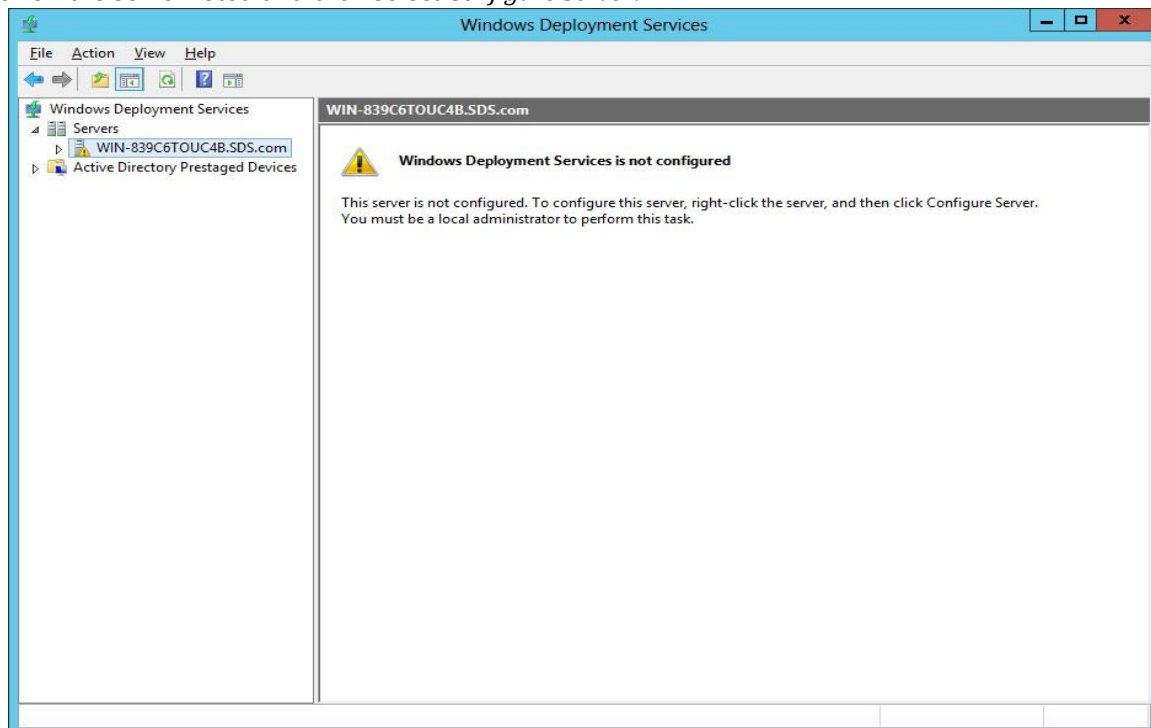 Windows Deployment Services
File Action View Help
Windows Deployment Services
Servers
WIN-839C6TOUC4B.SDS.com
Active Directory Prestaged Devices
WIN-839C6TOUC4B.SDS.com
Windows Deployment Services is not configured
This server is not configured. To configure this server, right-click the server, and then click Configure Server.
You must be a local administrator to perform this task.